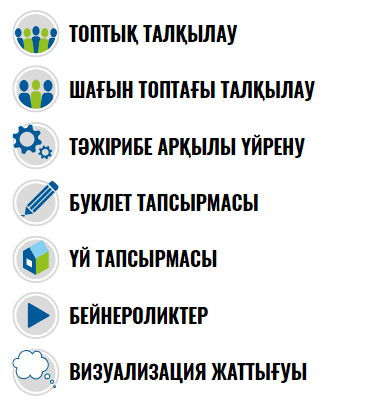 ТОПТЫҚ ТАЛҚЫЛАУ
ШАҒЫН ТОПТАҒЫ ТАЛҚЫЛАУ
ТӘЖІРИБЕ АРҚЫЛЫ ҮЙРЕНУ
БУКЛЕТ ТАПСЫРМАСЫ
ҮЙ ТАПСЫРМАСЫ
БЕЙНЕРОЛИКТЕР
ВИЗУАЛИЗАЦИЯ ЖАТТЫҒУЫ